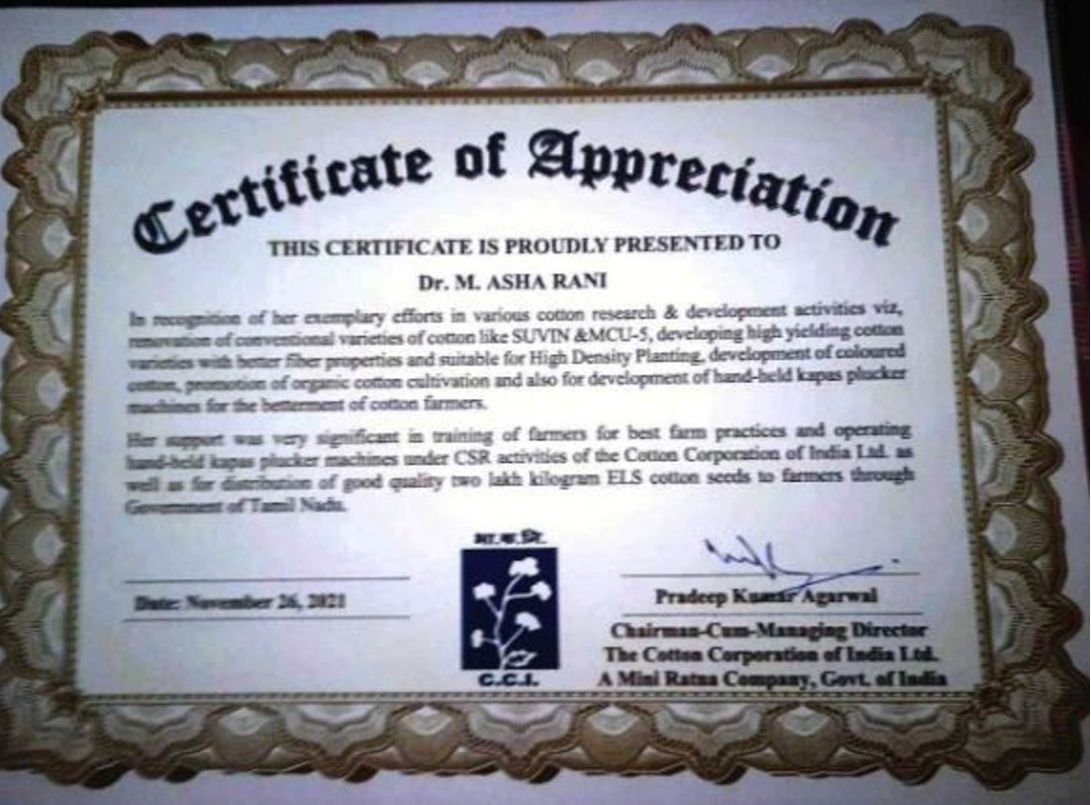 Certificate of Appreciation
THIS CERTIFICATE IS PROUDLY PRESENTED TO
Dr. M. ASHA RANI
In recognition of her exemplary efforts in various cotton research & development activities viz,
renovation of conventional varieties of cotton like SUVIN &MCU-5, developing high yielding cotton
varieties with better fiber properties and suitable for High Density Planting, development of coloured
cotton, promotion of organic cotton cultivation and also for development of hand-held kapas plucker
machines for the betterment of cotton farmers.
Her support was very significant in training of farmers for best farm practices and operating
hand-held kapas plucker machines under CSR activities of the Cotton Corporation of India Ltd. as
well as for distribution of good quality two lakh kilogram ELS cotton seeds to farmers through
Government of Tamil Nadu.
भा.क.नि.
Date: November 26, 2021
C.C.I.
Pradeep Kumar Agarwal
Chairman-Cum-Managing Director
The Cotton Corporation of India Ltd.
A Mini Ratna Company, Govt. of India